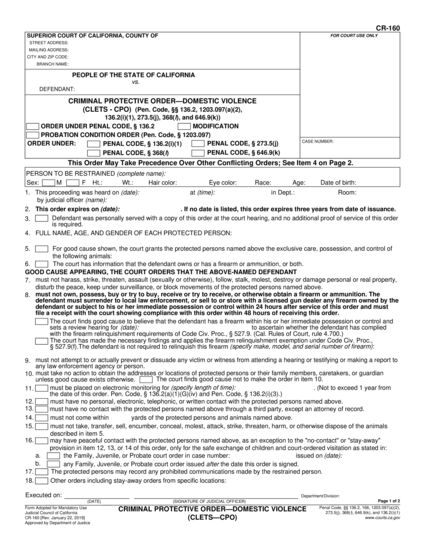 CR-160
SUPERIOR COURT OF CALIFORNIA, COUNTY OF
FOR COURT USE ONLY
STREET ADDRESS:
MAILING ADDRESS:
CITY AND ZIP CODE:
BRANCH NAME:
PEOPLE OF THE STATE OF CALIFORNIA
vs.
DEFENDANT:
CRIMINAL PROTECTIVE ORDER—DOMESTIC VIOLENCE
(CLETS - CPO) (Pen. Code, §§ 136.2, 1203.097(a)(2),
136.2(i)(1), 273.5(j), 368(l), and 646.9(k))
ORDER UNDER PENAL CODE, § 136.2 MODIFICATION
PROBATION CONDITION ORDER (Pen. Code, § 1203.097)
ORDER UNDER: PENAL CODE, § 136.2(i)(1) PENAL CODE, § 273.5(j)
PENAL CODE, § 368(l) PENAL CODE, § 646.9(k)
CASE NUMBER:
This Order May Take Precedence Over Other Conflicting Orders; See Item 4 on Page 2.
PERSON TO BE RESTRAINED (complete name):
Sex: M F Ht.: Wt.: Hair color: Eye color: Race: Age: Date of birth:
1. This proceeding was heard on (date): at (time): in Dept.: Room:
by judicial officer (name):
2. This order expires on (date): . If no date is listed, this order expires three years from date of issuance.
3. Defendant was personally served with a copy of this order at the court hearing, and no additional proof of service of this order
is required.
4. FULL NAME, AGE, AND GENDER OF EACH PROTECTED PERSON:
5. For good cause shown, the court grants the protected persons named above the exclusive care, possession, and control of
the following animals:
6. The court has information that the defendant owns or has a firearm or ammunition, or both.
GOOD CAUSE APPEARING, THE COURT ORDERS THAT THE ABOVE-NAMED DEFENDANT
7. must not harass, strike, threaten, assault (sexually or otherwise), follow, stalk, molest, destroy or damage personal or real property,
disturb the peace, keep under surveillance, or block movements of the protected persons named above.
8. must not own, possess, buy or try to buy, receive or try to receive, or otherwise obtain a firearm or ammunition. The
defendant must surrender to local law enforcement, or sell to or store with a licensed gun dealer any firearm owned by the
defendant or subject to his or her immediate possession or control within 24 hours after service of this order and must
file a receipt with the court showing compliance with this order within 48 hours of receiving this order.
The court finds good cause to believe that the defendant has a firearm within his or her immediate possession or control and
sets a review hearing for (date): to ascertain whether the defendant has complied
with the firearm relinquishment requirements of Code Civ. Proc., § 527.9. (Cal. Rules of Court, rule 4.700.)
The court has made the necessary findings and applies the firearm relinquishment exemption under Code Civ. Proc.,
§ 527.9(f).The defendant is not required to relinquish this firearm (specify make, model, and serial number of firearm):
9. must not attempt to or actually prevent or dissuade any victim or witness from attending a hearing or testifying or making a report to
any law enforcement agency or person.
10. must take no action to obtain the addresses or locations of protected persons or their family members, caretakers, or guardian
unless good cause exists otherwise. The court finds good cause not to make the order in item 10.
11. must be placed on electronic monitoring for (specify length of time): . (Not to exceed 1 year from
the date of this order. Pen. Code, § 136.2(a)(1)(G)(iv) and Pen. Code, § 136.2(i)(3).)
12. must have no personal, electronic, telephonic, or written contact with the protected persons named above.
13. must have no contact with the protected persons named above through a third party, except an attorney of record.
14. must not come within yards of the protected persons and animals named above.
15. must not take, transfer, sell, encumber, conceal, molest, attack, strike, threaten, harm, or otherwise dispose of the animals
described in item 5.
16. may have peaceful contact with the protected persons named above, as an exception to the "no-contact" or "stay-away"
provision in item 12, 13, or 14 of this order, only for the safe exchange of children and court-ordered visitation as stated in:
a. the Family, Juvenile, or Probate court order in case number: issued on (date):
b. any Family, Juvenile, or Probate court order issued after the date this order is signed.
17. The protected persons may record any prohibited communications made by the restrained person.
18. Other orders including stay-away orders from specific locations:
Executed on:
(DATE) (SIGNATURE OF JUDICIAL OFFICER) Department/Division:
Page 1 of 2
Form Adopted for Mandatory Use
Judicial Council of California
CR-160 [Rev. January 22, 2019]
Approved by Department of Justice
CRIMINAL PROTECTIVE ORDER—DOMESTIC VIOLENCE
(CLETS—CPO)
Penal Code, §§ 136.2, 166, 1203.097(a)(2),
273.5(j), 368(l), 646.9(k), and 136.2(i)(1)
www.courts.ca.gov